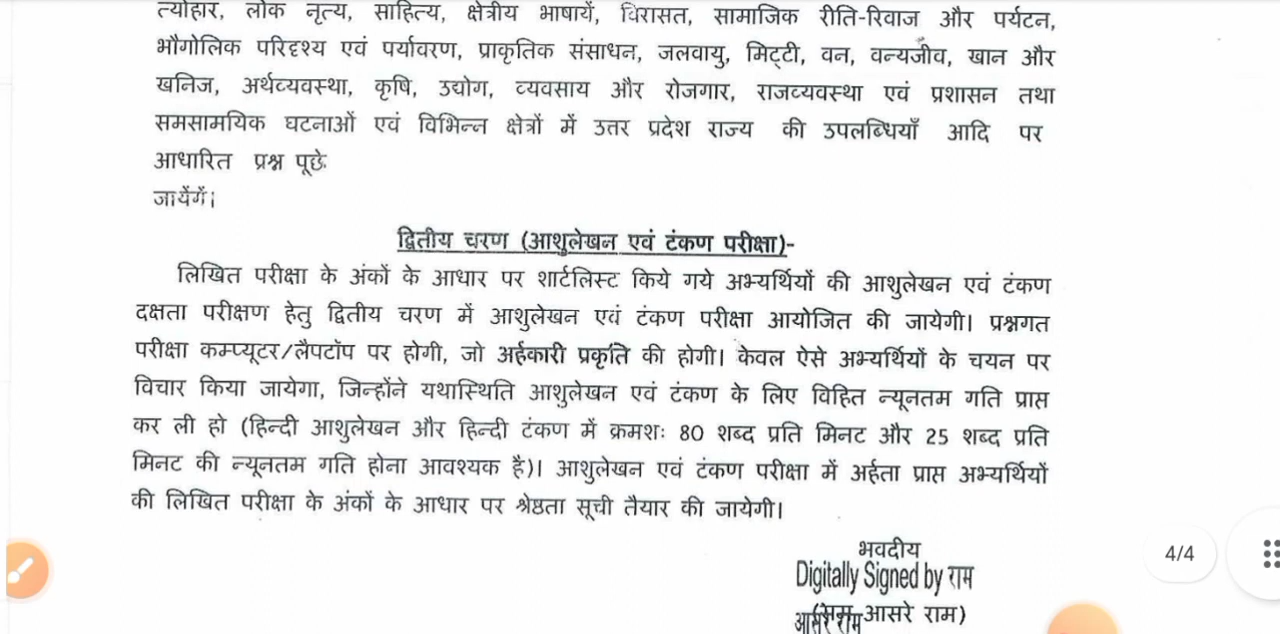 त्योहार, लोक नृत्य, साहित्य, क्षेत्रीय भाषायें, विरासत, सामाजिक रीति-रिवाज और पर्यटन,
भौगोलिक परिदृश्य एवं पर्यावरण, प्राकृतिक संसाधन, जलवायु, मिट्टी, वन, वन्यजीव, खान और
खनिज, अर्थव्यवस्था, कृषि, उद्योग, व्यवसाय और रोजगार, राजव्यवस्था एवं प्रशासन तथा
समसामयिक घटनाओं एवं विभिन्न क्षेत्रों में उत्तर प्रदेश राज्य की उपलब्धियाँ आदि पर
आधारित प्रश्न पूछे
जायेंगें।
द्वितीय चरण (आशुलेखन एवं टंकण परीक्षा)-
लिखित परीक्षा के अंकों के आधार पर शार्टलिस्ट किये गये अभ्यर्थियों की आशुलेखन एवं टंकण
दक्षता परीक्षण हेतु द्वितीय चरण में आशुलेखन एवं टंकण परीक्षा आयोजित की जायेगी। प्रश्नगत
परीक्षा कम्प्यूटर/लैपटॉप पर होगी, जो अर्हकारी प्रकृति की होगी। केवल ऐसे अभ्यर्थियों के चयन पर
विचार किया जायेगा, जिन्होंने यथास्थिति आशुलेखन एवं टंकण के लिए विहित न्यूनतम गति प्राप्त
कर ली हो (हिन्दी आशुलेखन और हिन्दी टंकण में क्रमशः 80 शब्द प्रति मिनट और 25 शब्द प्रति
मिनट की न्यूनतम गति होना आवश्यक है)। आशुलेखन एवं टंकण परीक्षा में अर्हता प्राप्त अभ्यर्थियों
की लिखित परीक्षा के अंकों के आधार पर श्रेष्ठता सूची तैयार की जायेगी।
भवदीय
Digitally Signed by राम
आसरे राम
(राम आसरे राम)
4/4